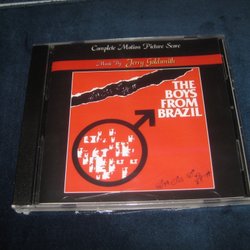 Complete Motion Picture Score
Music By Jerry Goldsmith
THE
BOYS
FROM
BRAZIL